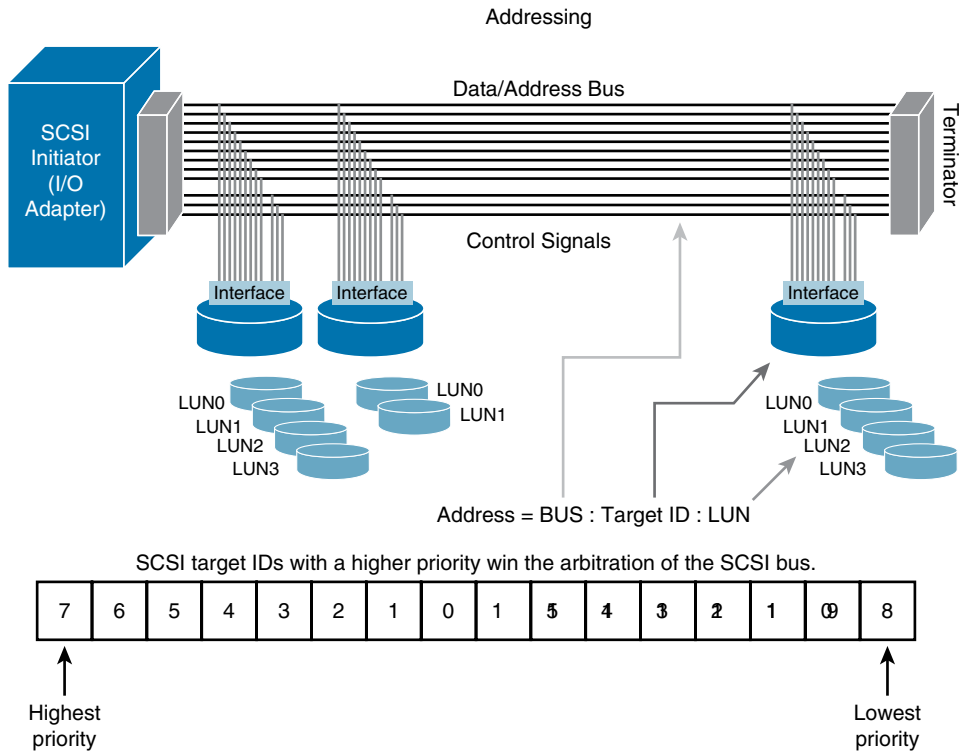 Addressing
Data/Address Bus
SCSI
Initiator
(I/O
Adapter)
Terminator
Control Signals
Interface
Interface
Interface
LUN0
LUN1
LUN2
LUN3
LUN0
LUN1
LUN0
LUN1
LUN2
LUN3
Address = BUS : Target ID : LUN
SCSI target IDs with a higher priority win the arbitration of the SCSI bus.
7 6 5 4 3 2 1 0 1 1 8
Highest
priority
Lowest
priority